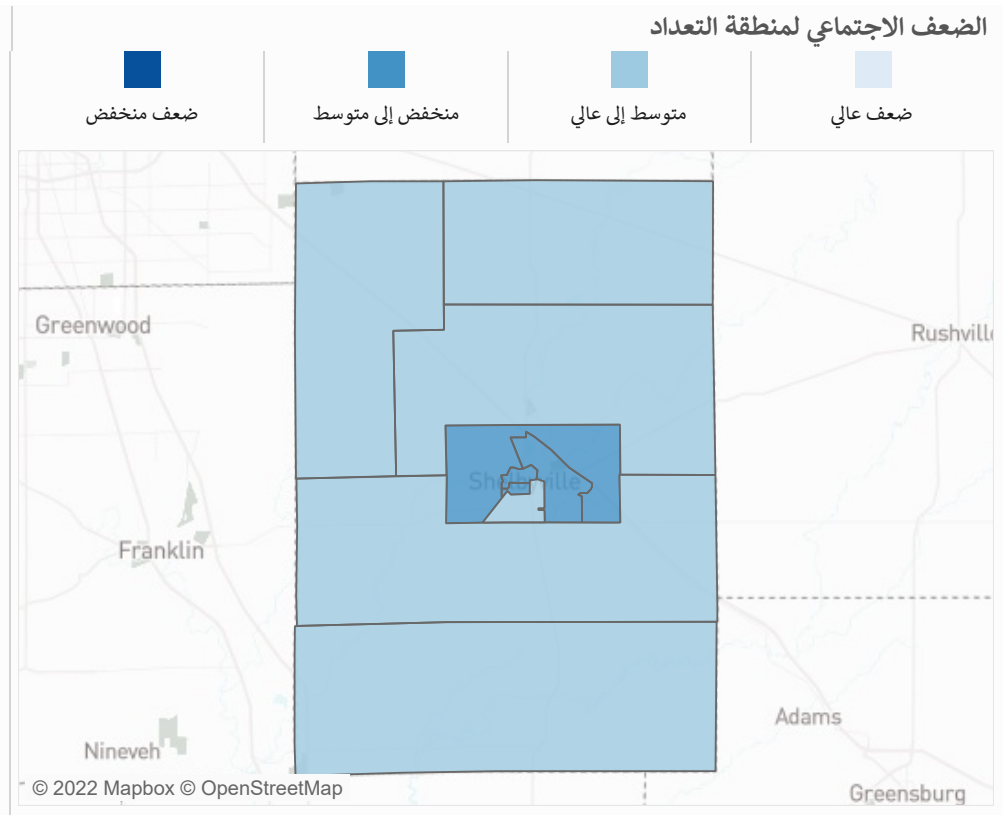 الضعف الاجتماعي لمنطقة التعداد
ضعف عالي
متوسط إلى عالي
منخفض إلى متوسط
ضعف منخفض
Greenwood
Rushville
Shelbyville
Franklin
Adams
Nineveh
© 2022 Mapbox © OpenStreetMap
Greensburg